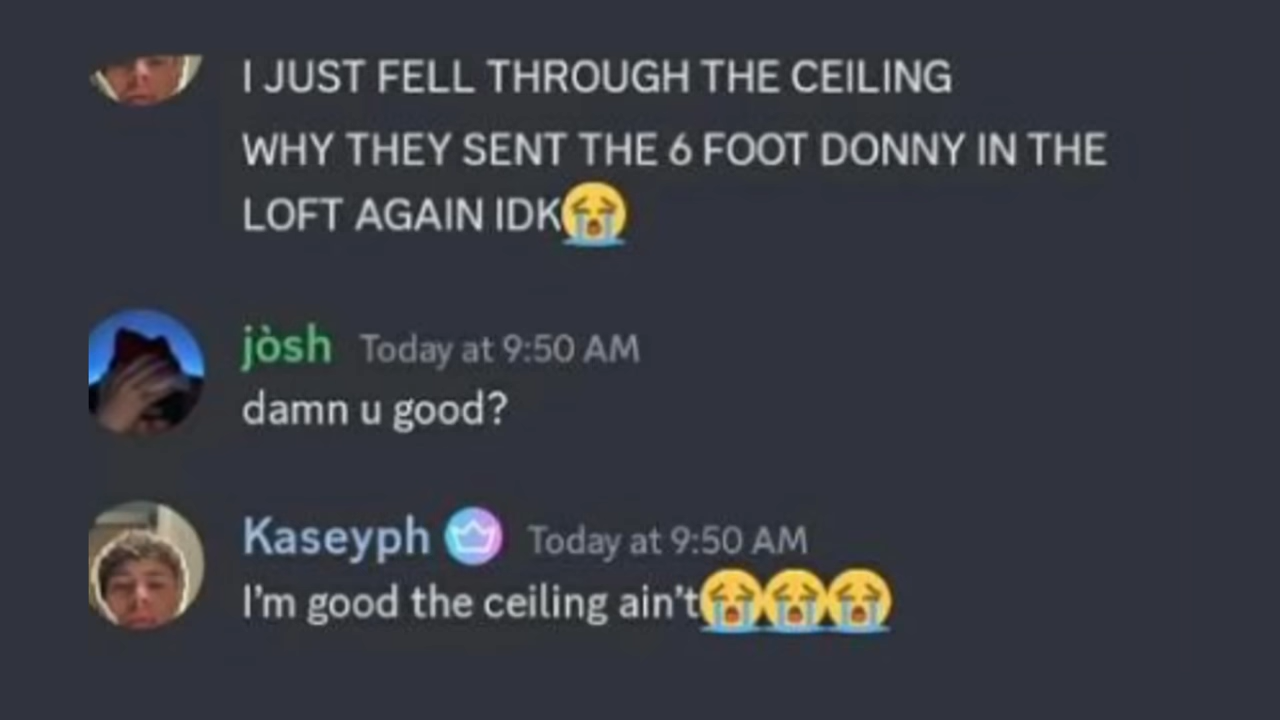 I JUST FELL THROUGH THE CEILING
WHY THEY SENT THE 6 FOOT DONNY IN THE
LOFT AGAIN IDK😭
jòsh Today at 9:50 AM
damn u good?
Kaseyph Today at 9:50 AM
I'm good the ceiling ain't😭😭😭